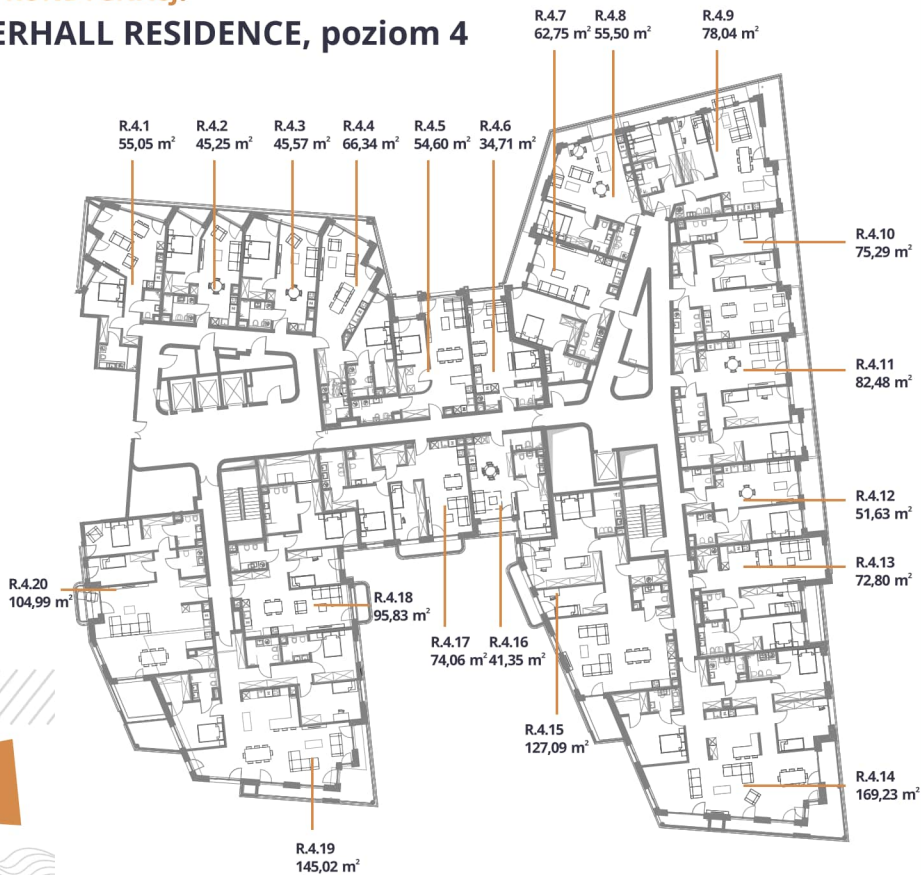 ERHALL RESIDENCE, poziom 4
R.4.7
62,75 m²
R.4.8
55,50 m²
R.4.9
78,04 m²
R.4.1
55,05 m²
R.4.2
45,25 m²
R.4.3
45,57 m²
R.4.4
66,34 m²
R.4.5
54,60 m²
R.4.6
34,71 m²
R.4.10
75,29 m²
R.4.11
82,48 m²
R.4.12
51,63 m²
R.4.13
72,80 m²
R.4.20
104,99 m²
R.4.18
95,83 m²
R.4.17
74,06 m²
R.4.16
41,35 m²
R.4.15
127,09 m²
R.4.14
169,23 m²
R.4.19
145,02 m²